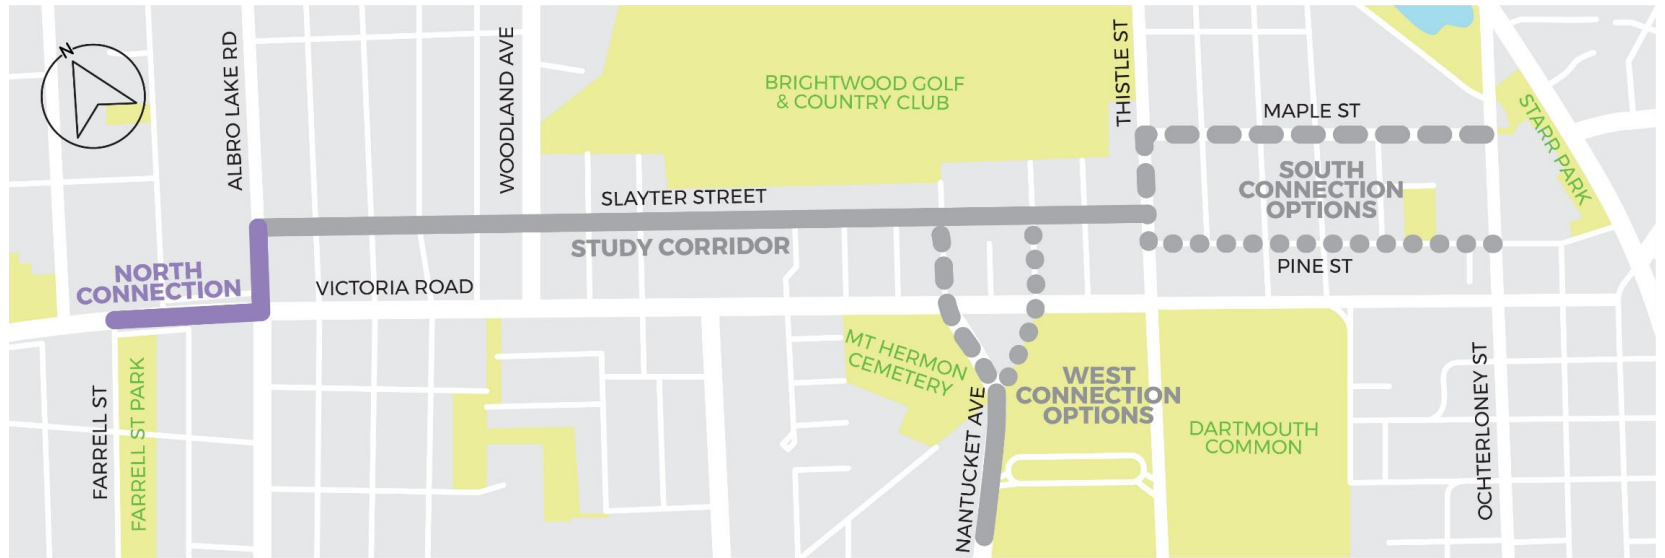 N
ALBRO LAKE RD
WOODLAND AVE
BRIGHTWOOD GOLF
& COUNTRY CLUB
THISTLE ST
MAPLE ST
STARR PARK
SOUTH
CONNECTION
OPTIONS
SLAYTER STREET
STUDY CORRIDOR
PINE ST
NORTH
CONNECTION
VICTORIA ROAD
MT HERMON
CEMETERY
WEST
CONNECTION
OPTIONS
FARRELL ST
FARRELL ST PARK
NANTUCKET AVE
DARTMOUTH
COMMON
OCHTERLONEY ST